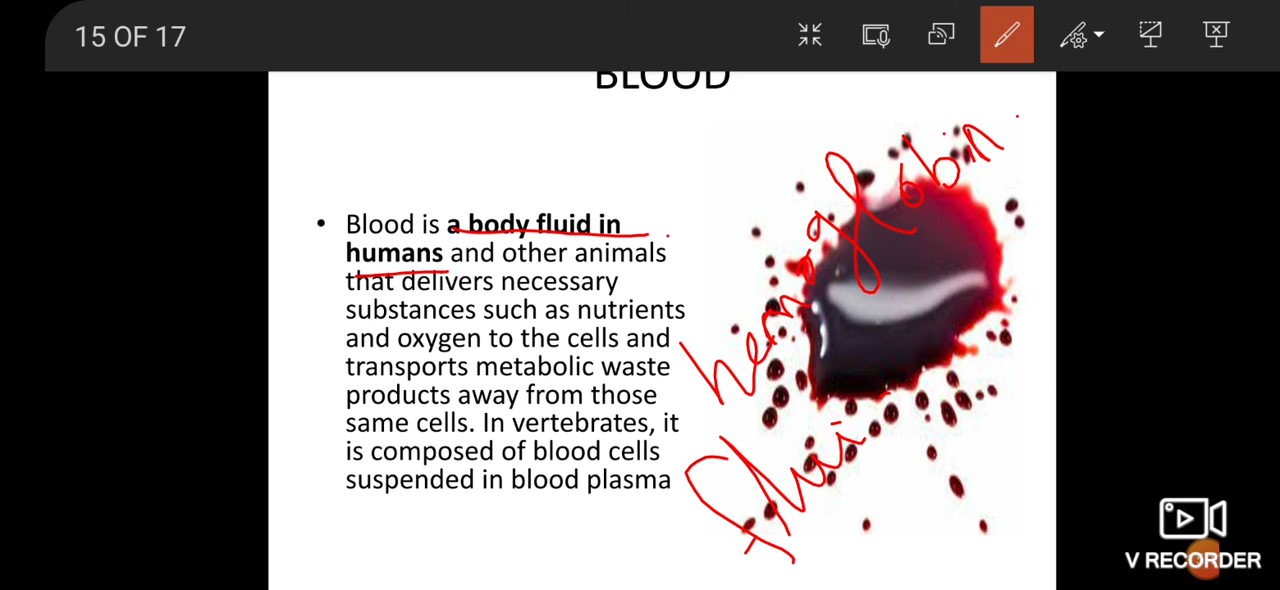 15 OF 17
BLOOD
• Blood is a body fluid in
humans and other animals
that delivers necessary
substances such as nutrients
and oxygen to the cells and
transports metabolic waste
products away from those
same cells. In vertebrates, it
is composed of blood cells
suspended in blood plasma
hemoglobin
flui
V RECORDER